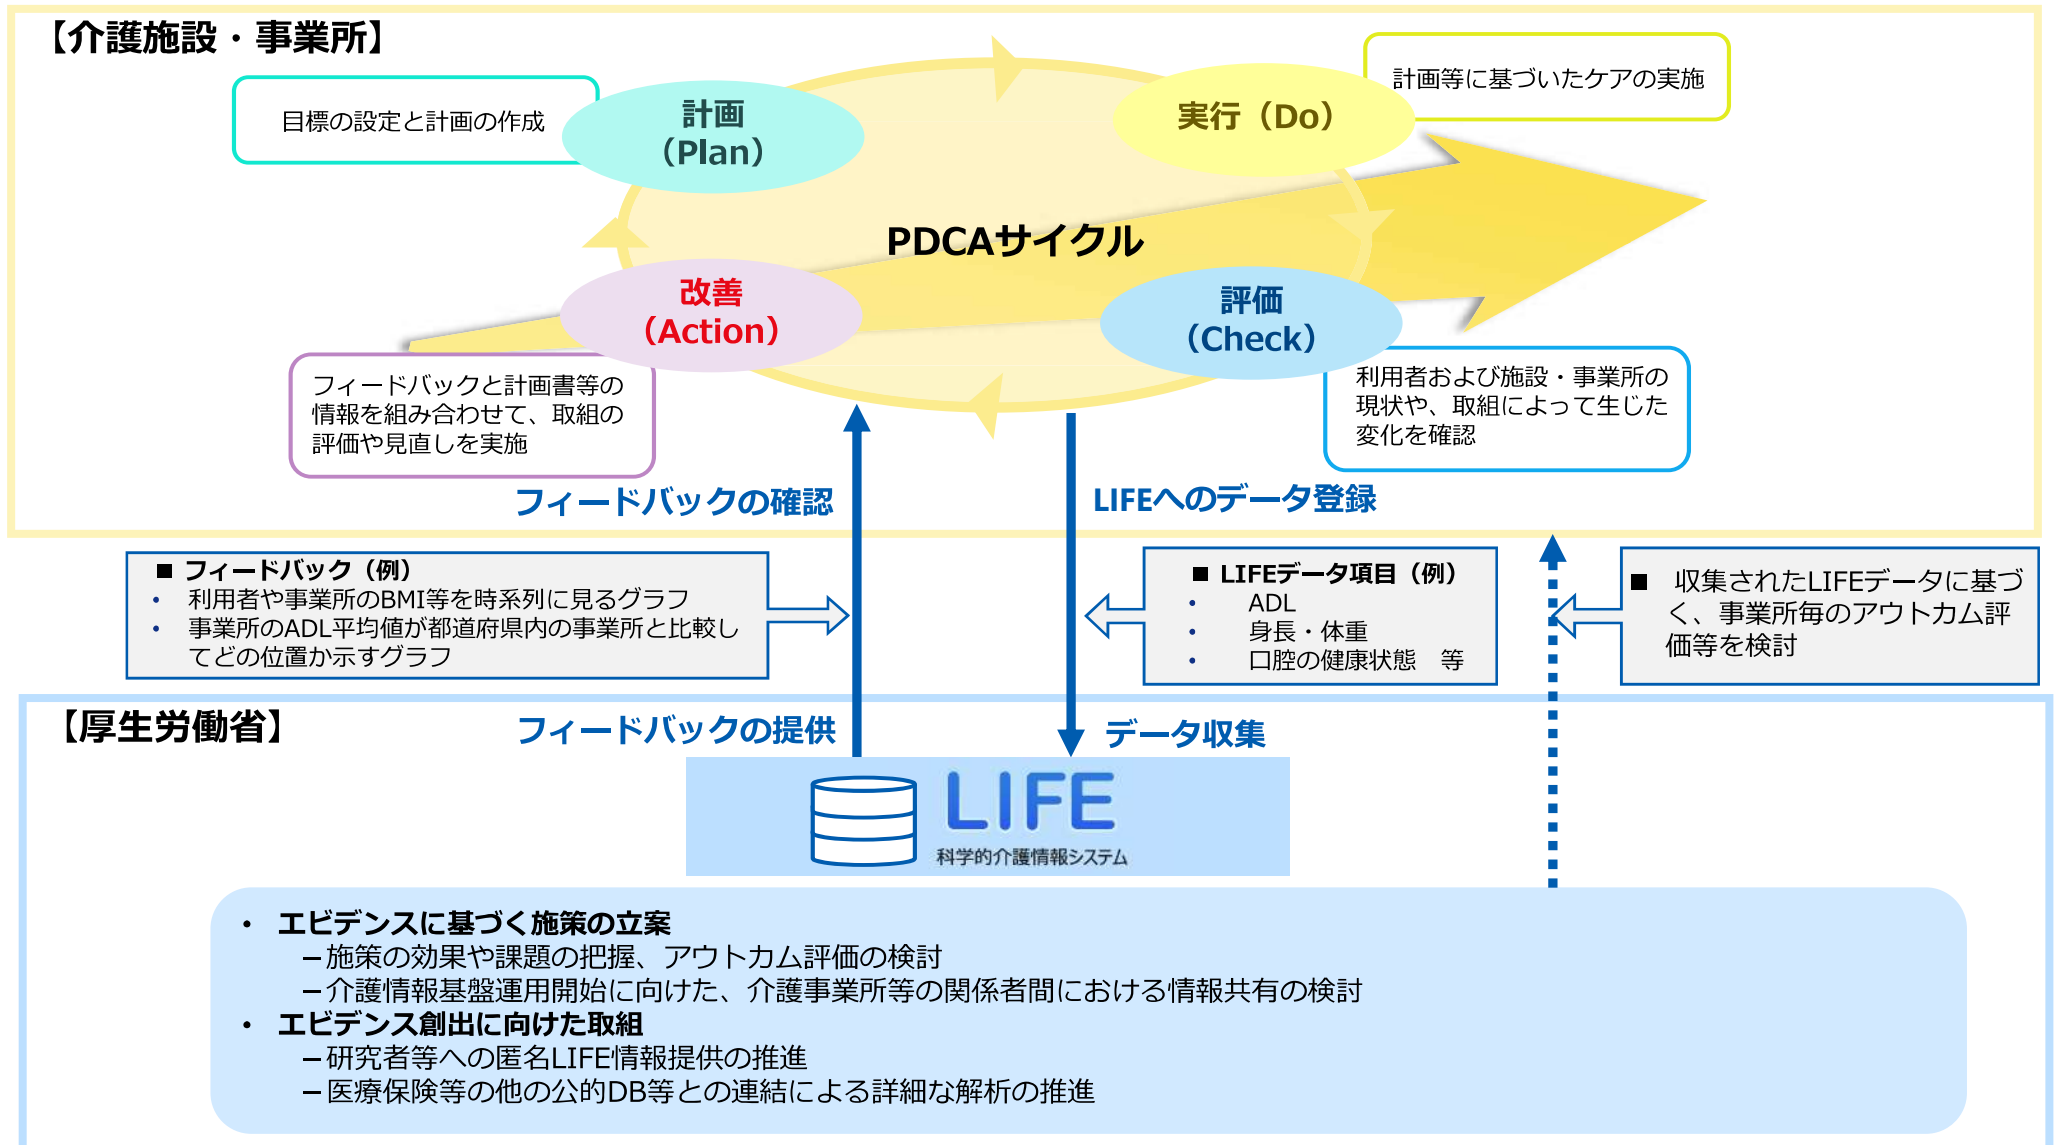 【介護施設・事業所】
目標の設定と計画の作成
計画
（Plan）
実行（Do）
計画等に基づいたケアの実施
PDCAサイクル
改善
（Action）
評価
（Check）
フィードバックと計画書等の
情報を組み合わせて、取組の
評価や見直しを実施
利用者および施設・事業所の
現状や、取組によって生じた
変化を確認
フィードバックの確認
LIFEへのデータ登録
■ フィードバック（例）
• 利用者や事業所のBMI等を時系列に見るグラフ
• 事業所のADL平均値が都道府県内の事業所と比較し
てどの位置か示すグラフ
■ LIFEデータ項目（例）
• ADL
• 身長・体重
• 口腔の健康状態　等
■ 収集されたLIFEデータに基づ
く、事業所毎のアウトカム評
価等を検討
【厚生労働省】
フィードバックの提供
データ収集
LIFE
科学的介護情報システム
• エビデンスに基づく施策の立案
－施策の効果や課題の把握、アウトカム評価の検討
－介護情報基盤運用開始に向けた、介護事業所等の関係者間における情報共有の検討
• エビデンス創出に向けた取組
－研究者等への匿名LIFE情報提供の推進
－医療保険等の他の公的DB等との連結による詳細な解析の推進